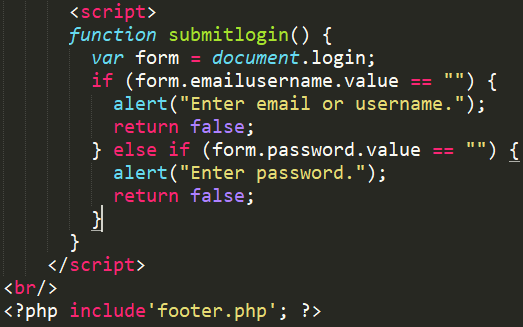 <script>
function submitlogin() {
var form = document.login;
if (form.emailusername.value == "") {
alert("Enter email or username.");
return false;
} else if (form.password.value == "") {
alert("Enter password.");
return false;
}
}
</script>
<br/>
<?php include'footer.php'; ?>